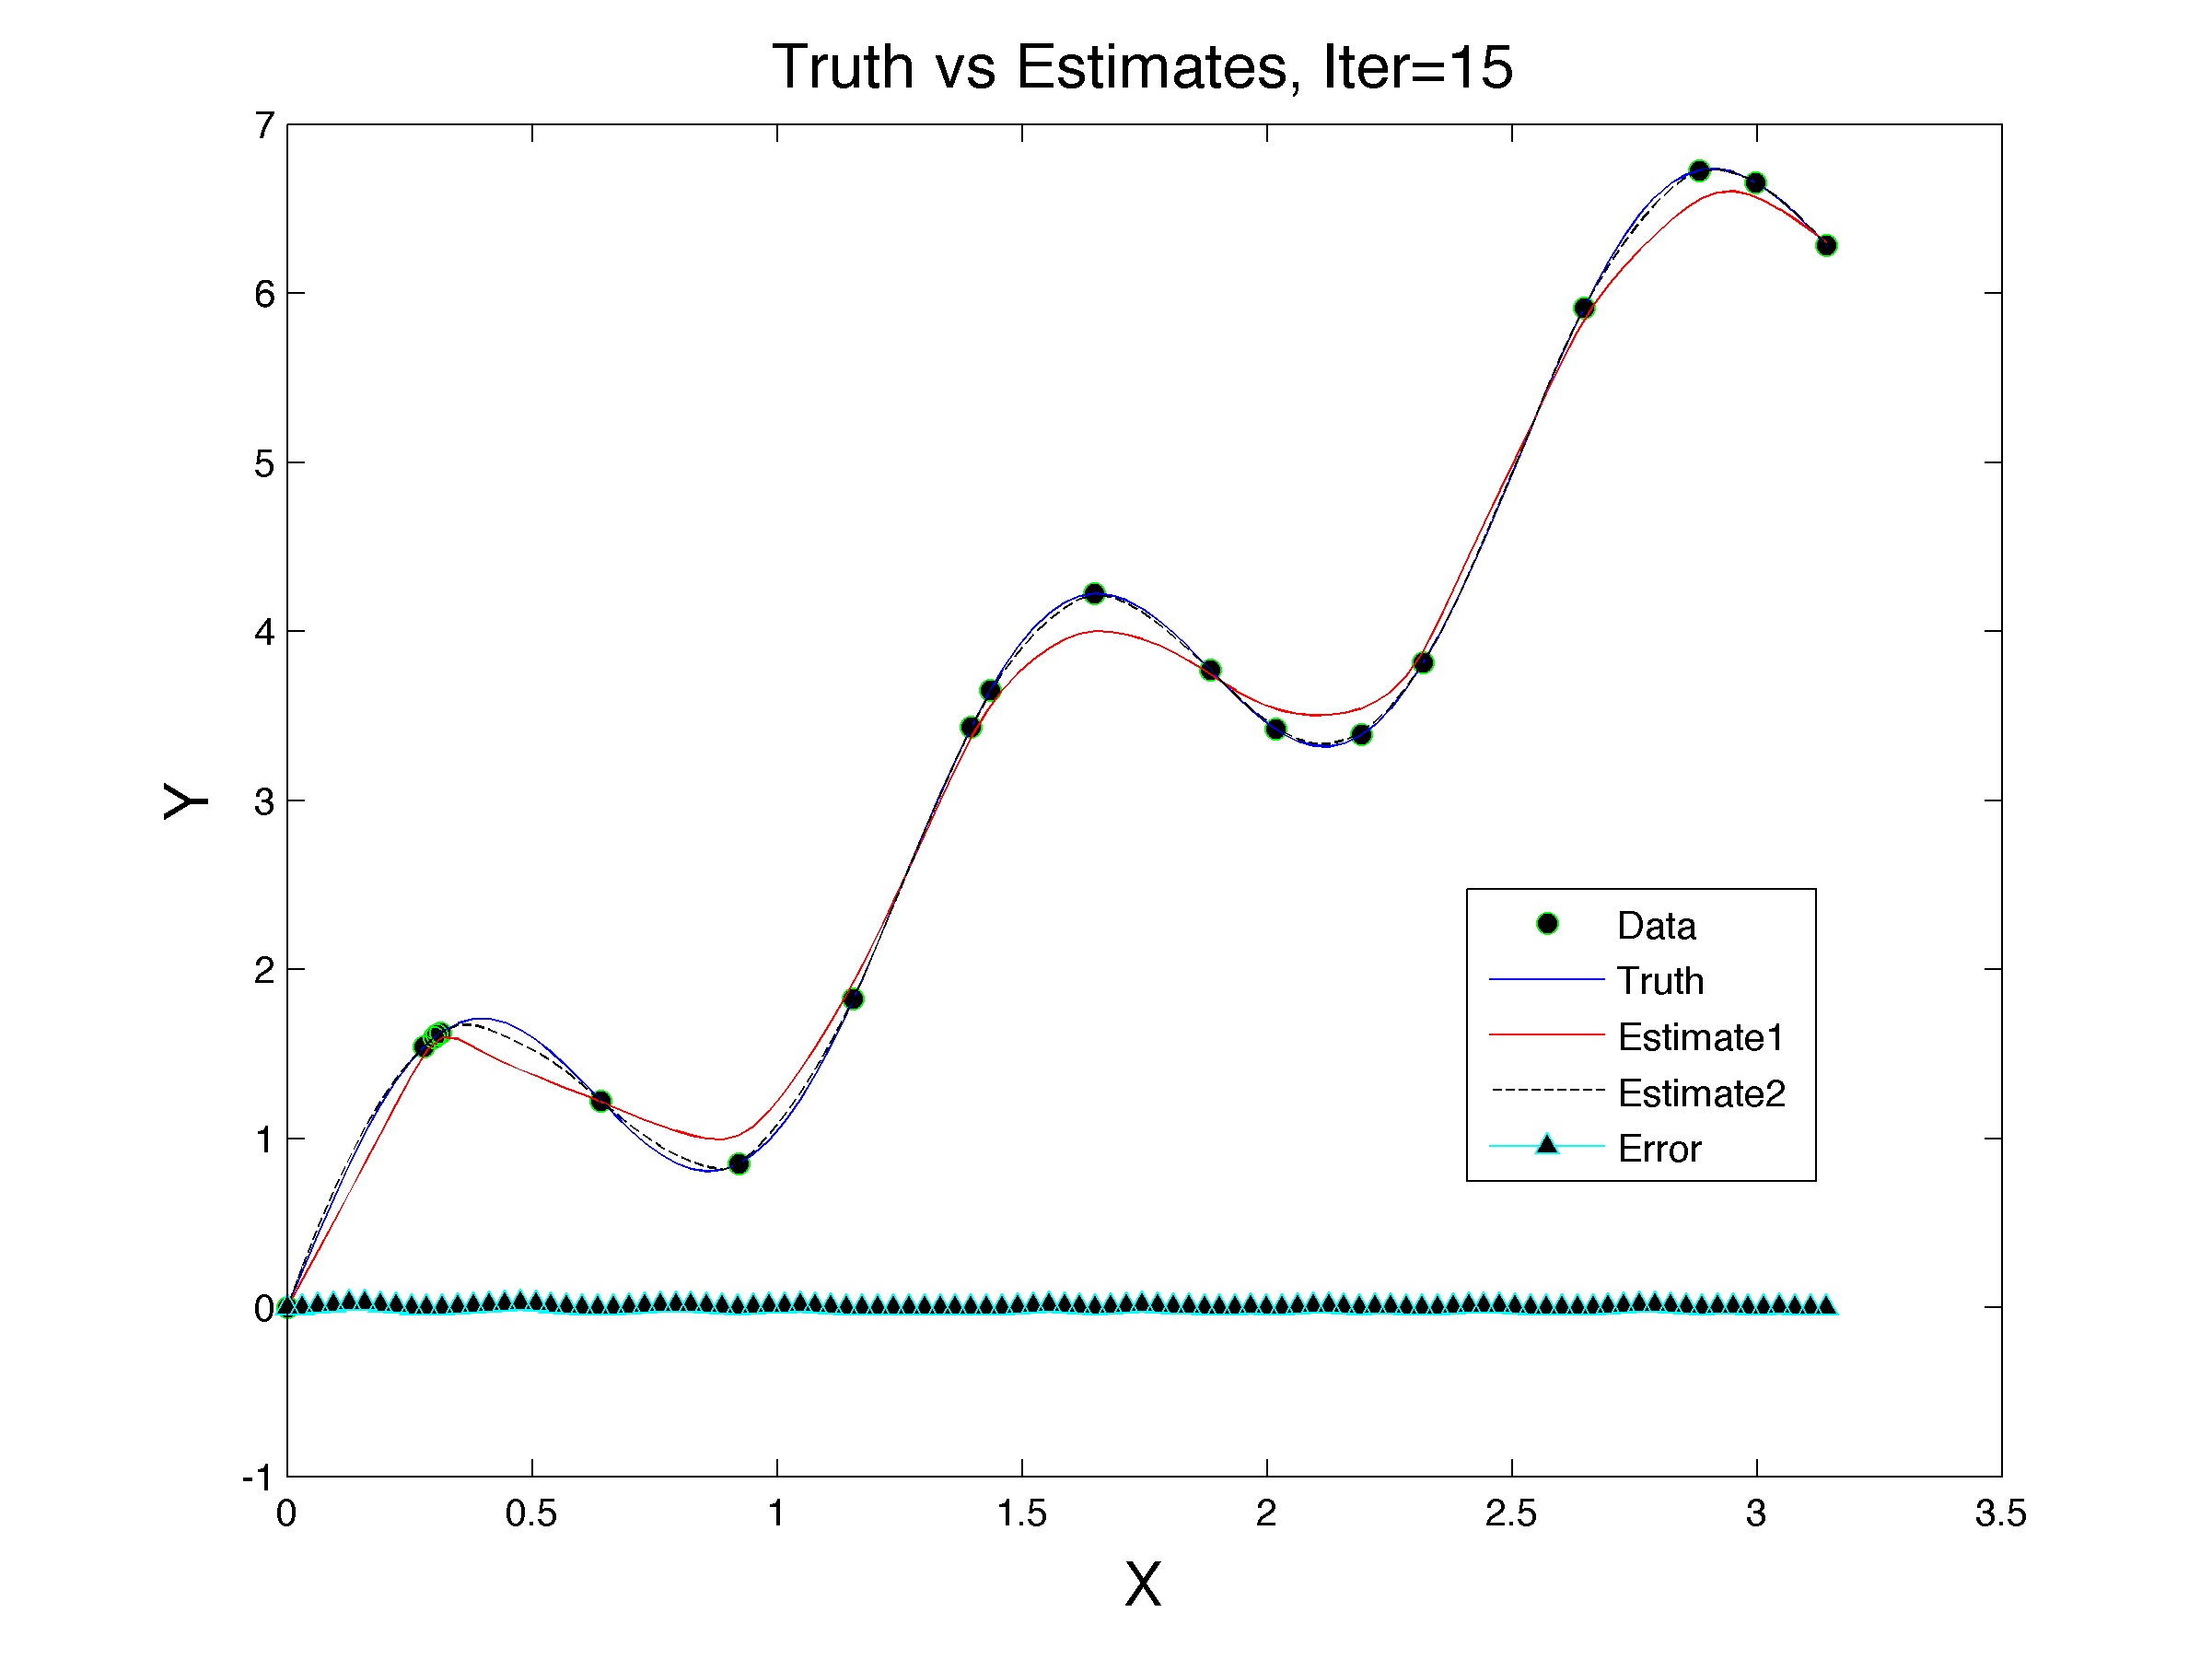 Truth vs Estimates, Iter=15
7
6
5
4
3
2
1
0
-1
Y
Data
Truth
Estimate1
Estimate2
Error
0 0.5 1 1.5 2 2.5 3 3.5
X